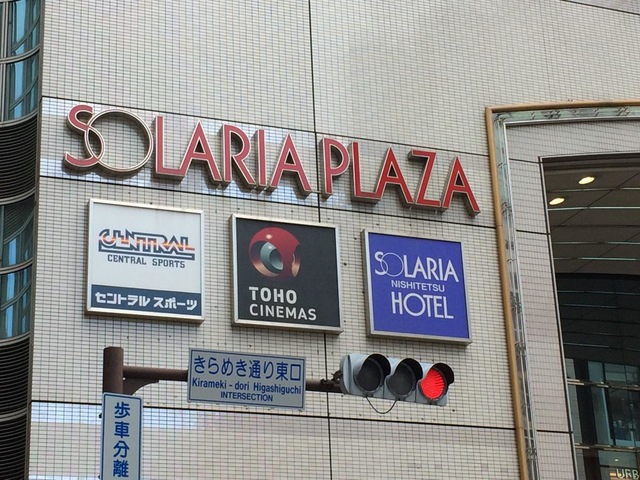 SOLARIA PLAZA
CENTRAL
CENTRAL SPORTS
セントラルスポーツ
TOHO
CINEMAS
SOLARIA
NISHITETSU
HOTEL
きらめき通り東口
Kirameki - dori Higashiguchi
INTERSECTION
歩車分離
URB